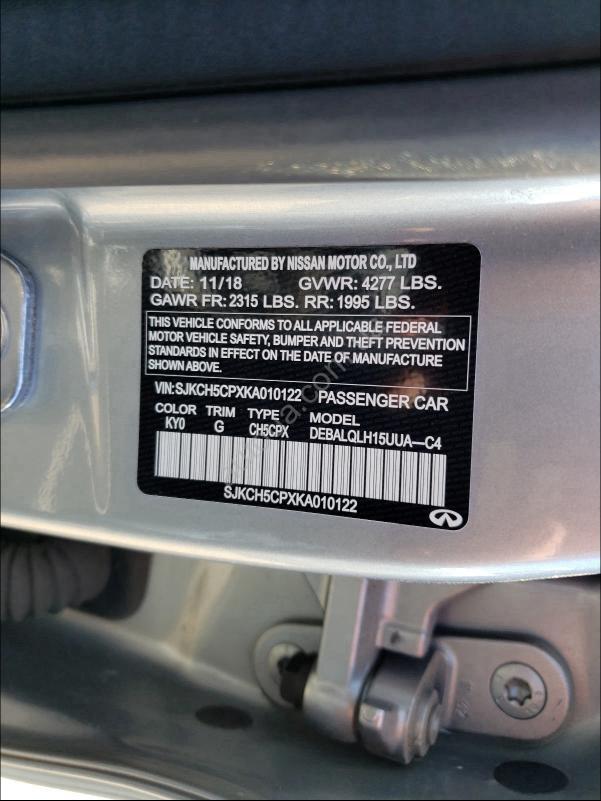 MANUFACTURED BY NISSAN MOTOR CO., LTD
DATE: 11/18 GVWR: 4277 LBS.
GAWR FR: 2315 LBS. RR: 1995 LBS.
THIS VEHICLE CONFORMS TO ALL APPLICABLE FEDERAL
MOTOR VEHICLE SAFETY, BUMPER AND THEFT PREVENTION
STANDARDS IN EFFECT ON THE DATE OF MANUFACTURE
SHOWN ABOVE.
VIN:SJKCH5CPXKA010122 PASSENGER CAR
COLOR TRIM TYPE MODEL
KY0 G CH5CPX DEBALQLH15UUA—C4
SJKCH5CPXKA010122